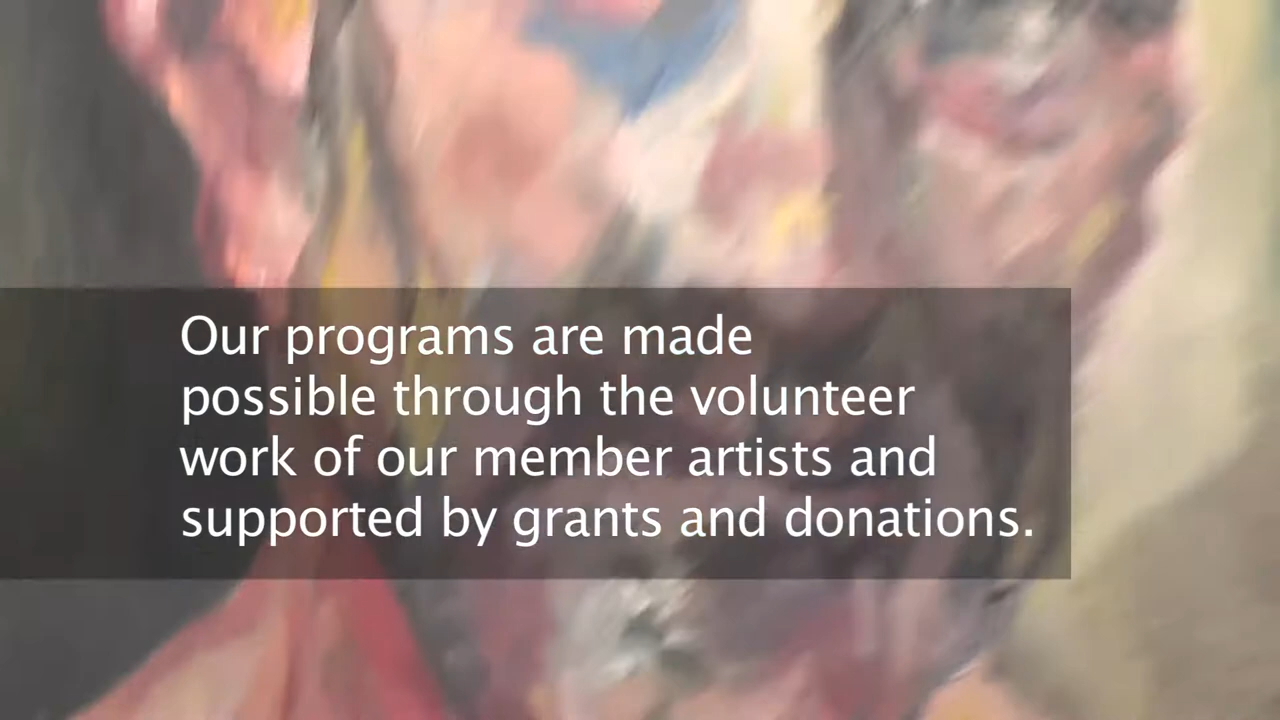 Our programs are made
possible through the volunteer
work of our member artists and
supported by grants and donations.